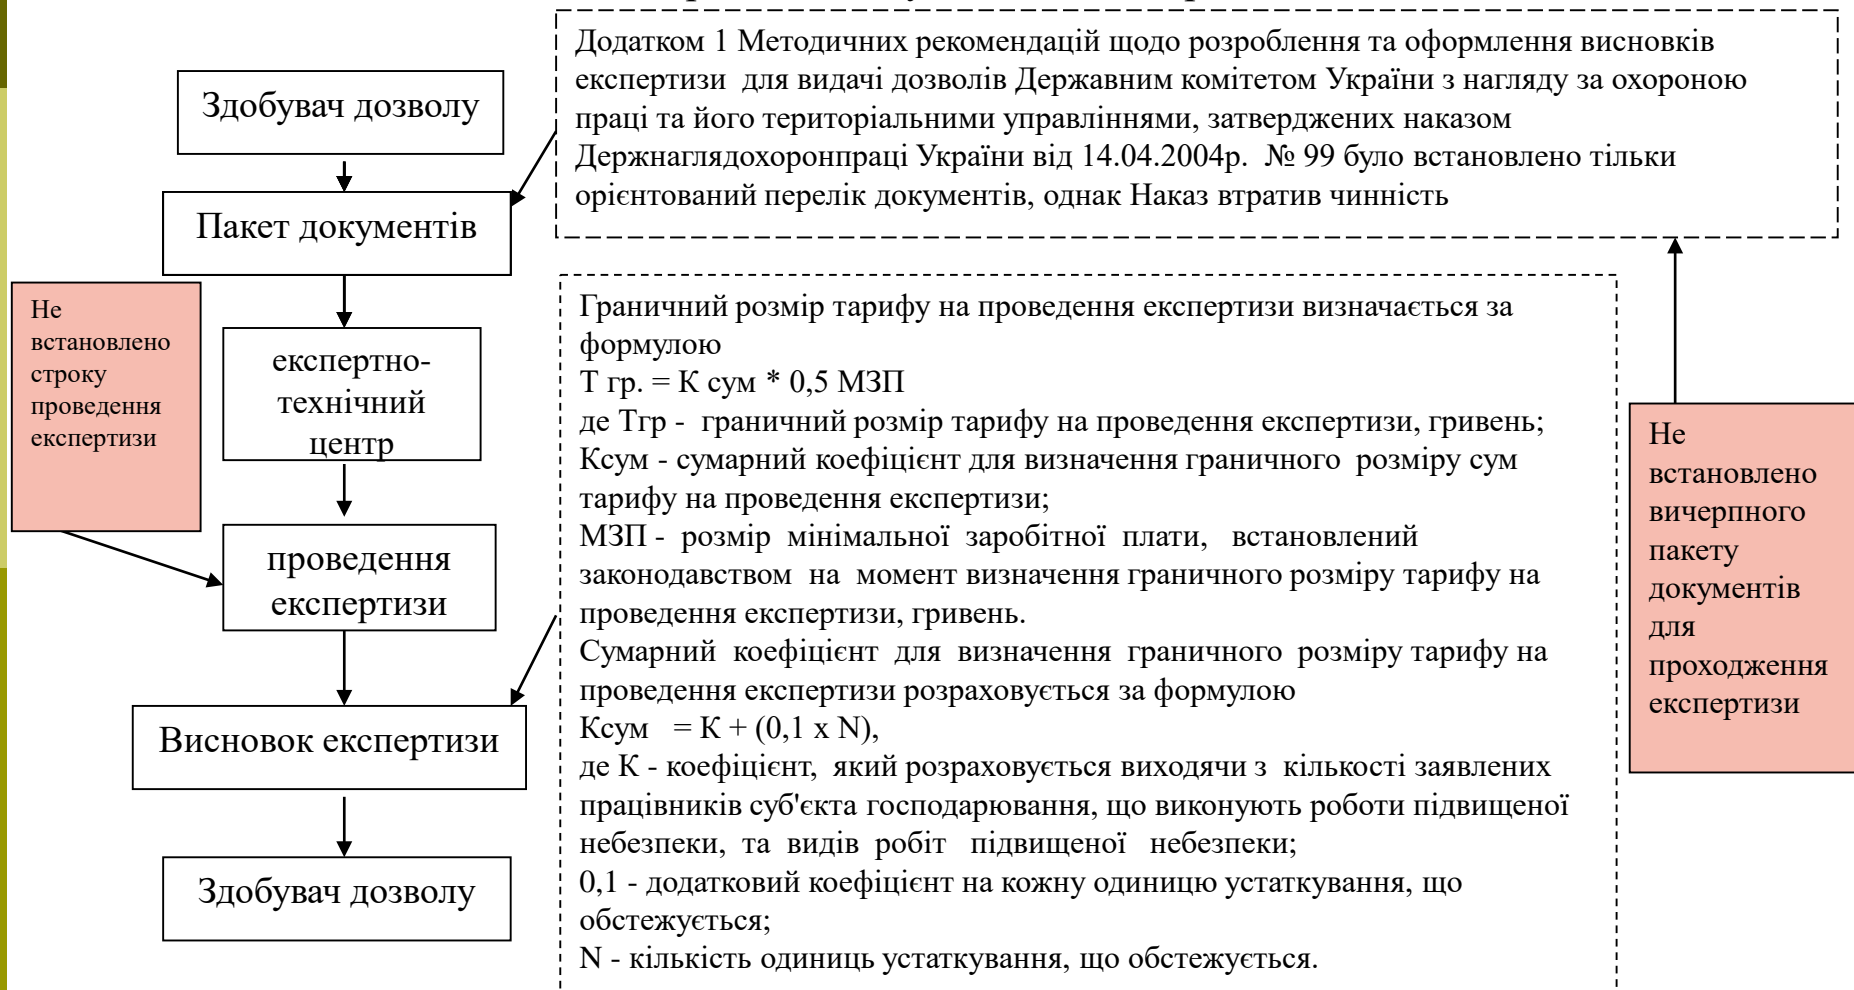 Додатком 1 Методичних рекомендацій щодо розроблення та оформлення висновків
експертизи для видачі дозволів Державним комітетом України з нагляду за охороною
праці та його територіальними управліннями, затверджених наказом
Держнаглядохоронпраці України від 14.04.2004р. № 99 було встановлено тільки
орієнтований перелік документів, однак Наказ втратив чинність
Здобувач дозволу
Пакет документів
Не
встановлено
строку
проведення
експертизи
експертно-
технічний
центр
проведення
експертизи
Висновок експертизи
Здобувач дозволу
Граничний розмір тарифу на проведення експертизи визначається за
формулою
Т гр. = К сум * 0,5 МЗП
де Тгр - граничний розмір тарифу на проведення експертизи, гривень;
Ксум - сумарний коефіцієнт для визначення граничного розміру сум
тарифу на проведення експертизи;
МЗП - розмір мінімальної заробітної плати, встановлений
законодавством на момент визначення граничного розміру тарифу на
проведення експертизи, гривень.
Сумарний коефіцієнт для визначення граничного розміру тарифу на
проведення експертизи розраховується за формулою
Ксум = К + (0,1 х N),
де К - коефіцієнт, який розраховується виходячи з кількості заявлених
працівників суб'єкта господарювання, що виконують роботи підвищеної
небезпеки, та видів робіт підвищеної небезпеки;
0,1 - додатковий коефіцієнт на кожну одиницю устаткування, що
обстежується;
N - кількість одиниць устаткування, що обстежується.
Не
встановлено
вичерпного
пакету
документів
для
проходження
експертизи